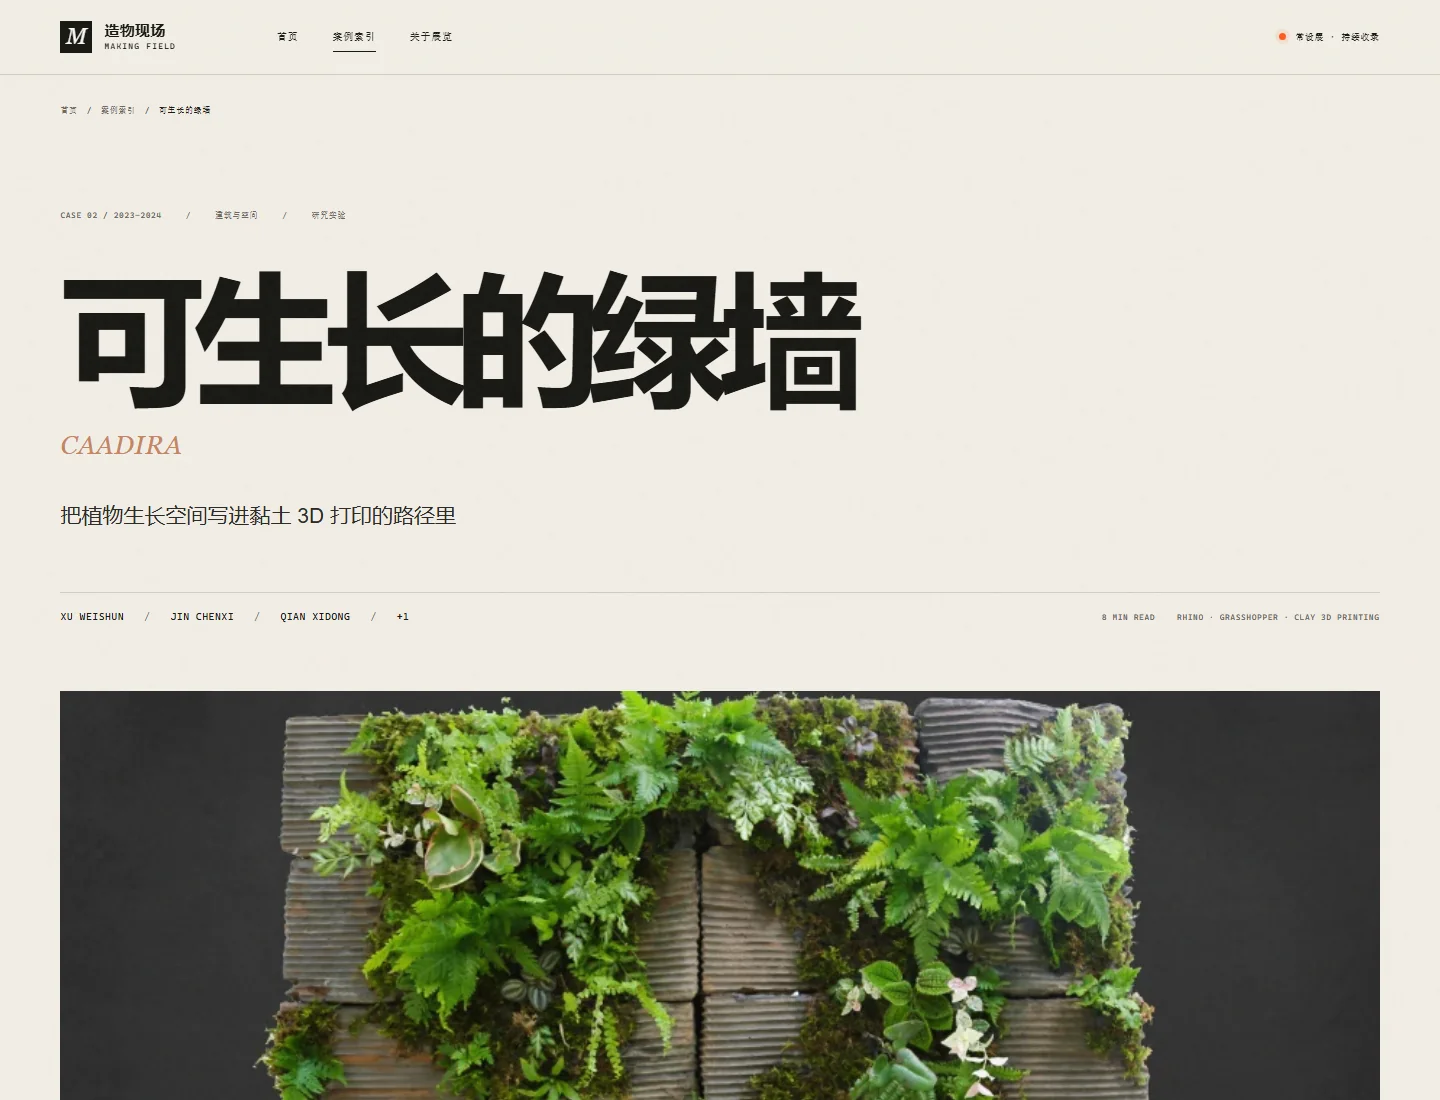 M 造物现场
MAKING FIELD
首页 案例索引 关于展览
常设展 · 持续收录
首页 / 案例索引 / 可生长的绿墙
CASE 02 / 2023–2024 / 建筑与空间 / 研究实验
可生长的绿墙
CAADIRA
把植物生长空间写进黏土 3D 打印的路径里
XU WEISHUN / JIN CHENXI / QIAN XIDONG / +1
8 MIN READ RHINO · GRASSHOPPER · CLAY 3D PRINTING